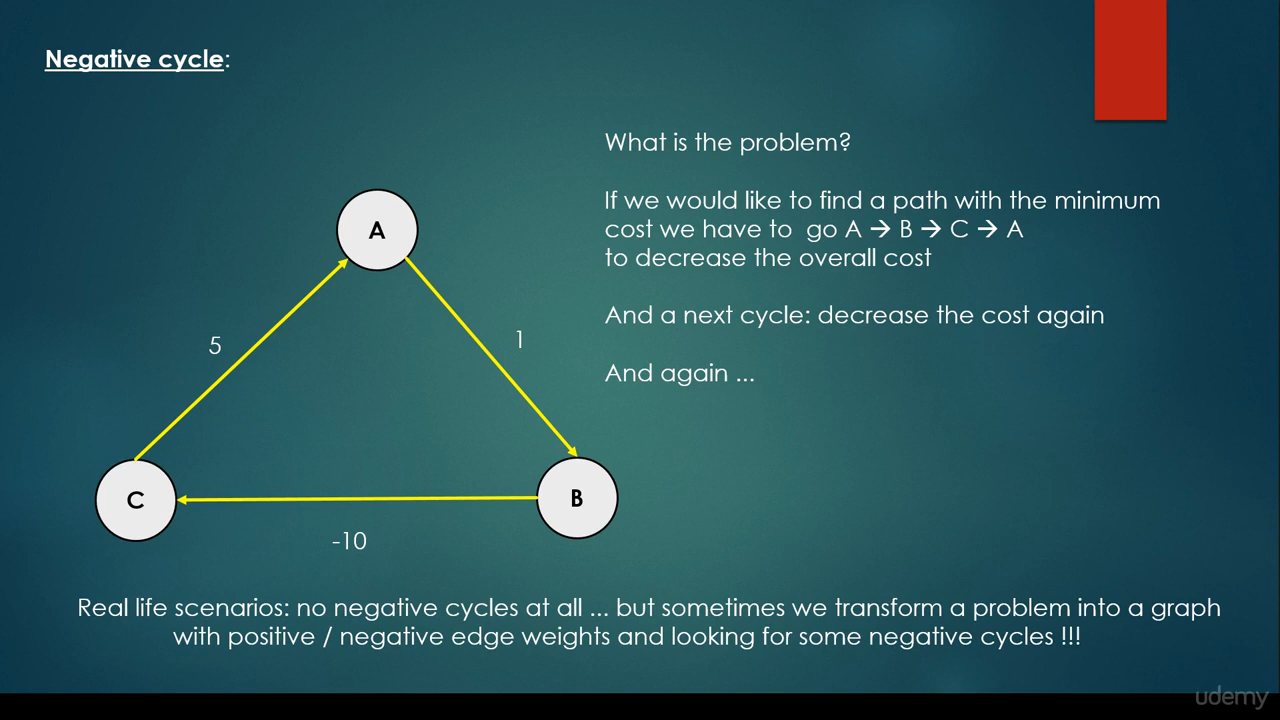 Negative cycle:
What is the problem?
If we would like to find a path with the minimum
cost we have to go A → B → C → A
to decrease the overall cost
And a next cycle: decrease the cost again
And again ...
A
5
1
C
B
-10
Real life scenarios: no negative cycles at all ... but sometimes we transform a problem into a graph
with positive / negative edge weights and looking for some negative cycles !!!
udemy